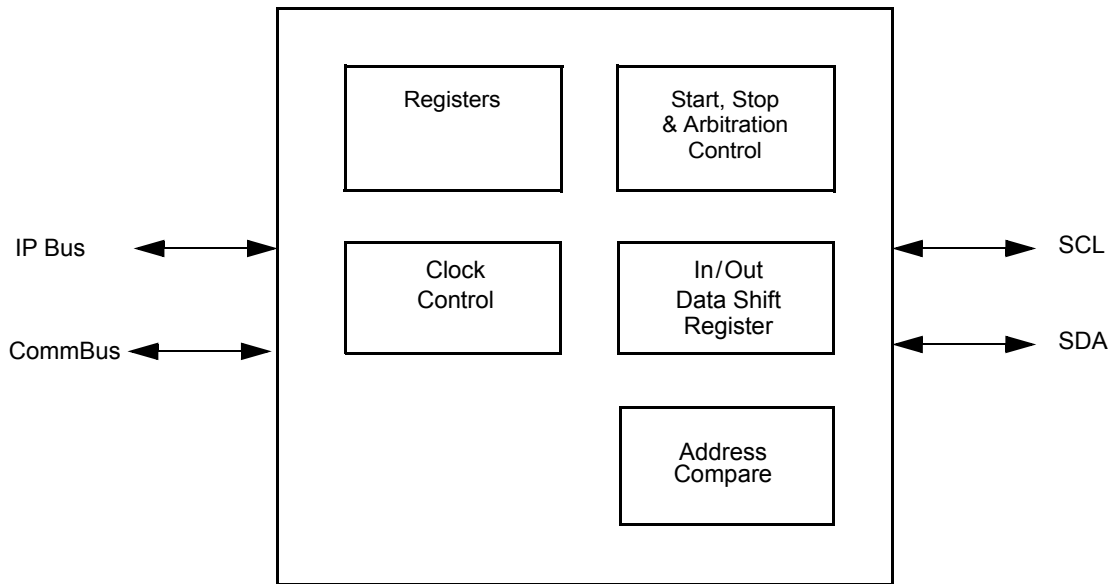 Registers
Start, Stop
& Arbitration
Control
IP Bus
Clock
Control
In/Out
Data Shift
Register
SCL
CommBus
SDA
Address
Compare